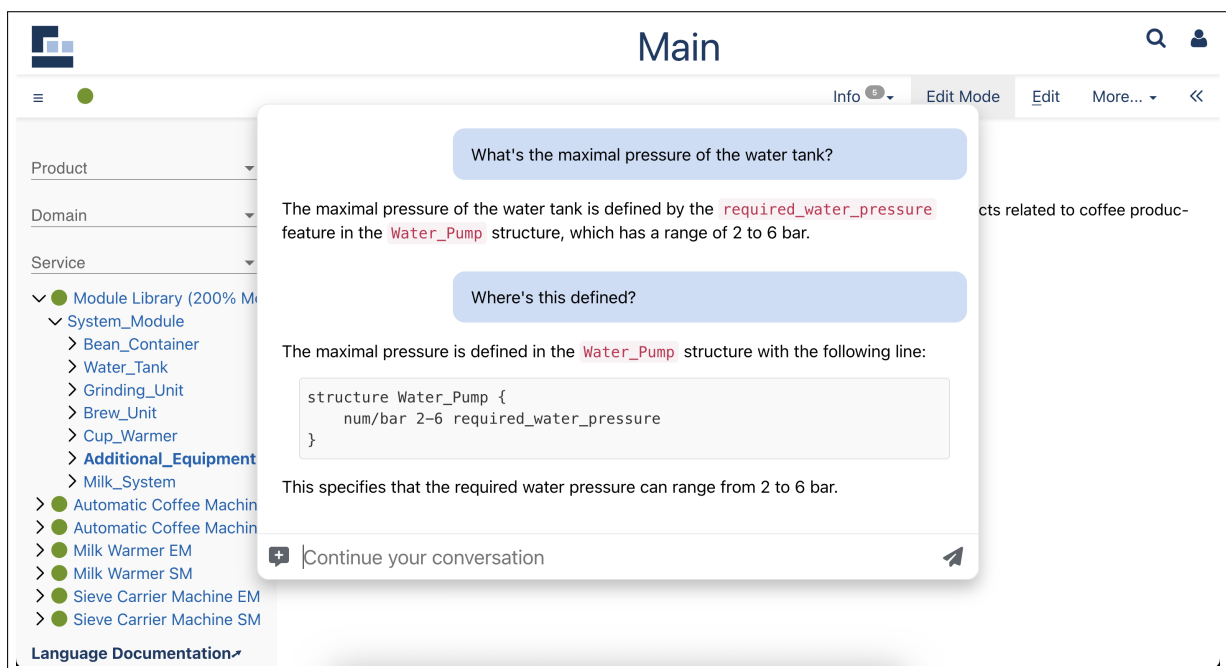 Main
Info 5
Edit Mode
Edit
More...
Product
Domain
Service
Module Library (200% Mo
System_Module
Bean_Container
Water_Tank
Grinding_Unit
Brew_Unit
Cup_Warmer
Additional_Equipment
Milk_System
Automatic Coffee Machin
Automatic Coffee Machin
Milk Warmer EM
Milk Warmer SM
Sieve Carrier Machine EM
Sieve Carrier Machine SM
Language Documentation
What's the maximal pressure of the water tank?
The maximal pressure of the water tank is defined by the required_water_pressure
feature in the Water_Pump structure, which has a range of 2 to 6 bar.
Where's this defined?
The maximal pressure is defined in the Water_Pump structure with the following line:
structure Water_Pump {
num/bar 2–6 required_water_pressure
}
This specifies that the required water pressure can range from 2 to 6 bar.
Continue your conversation
cts related to coffee produc-